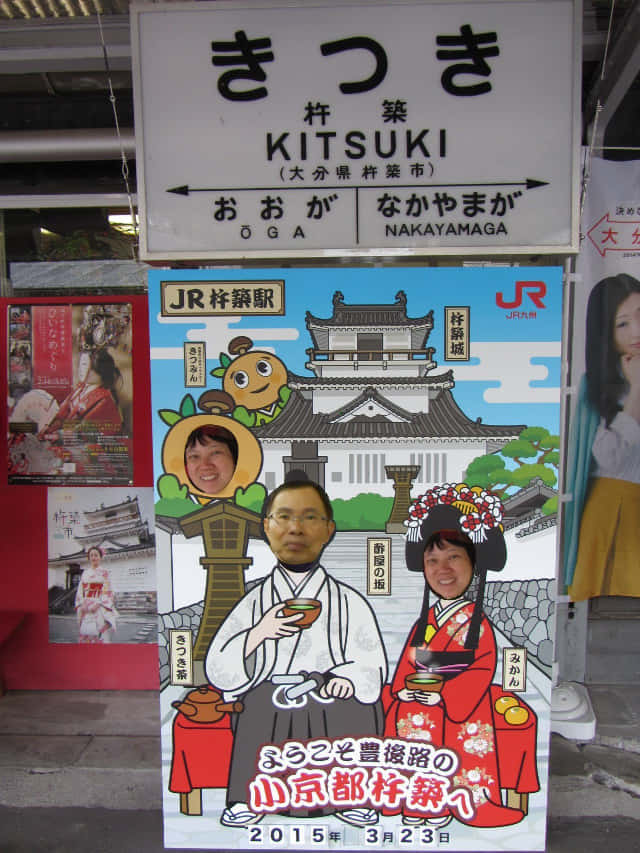 きつき
杵築
KITSUKI
(大分県杵築市)
おおが
なかやまが
ŌGA
NAKAYAMAGA
決め
大分
JR杵築駅
JR
JR九州
杵築城
きつみん
ひいなめぐり
杵築市
酢屋の坂
きつき茶
みかん
ようこそ豊後路の
小京都杵築へ
2015年 3月23日